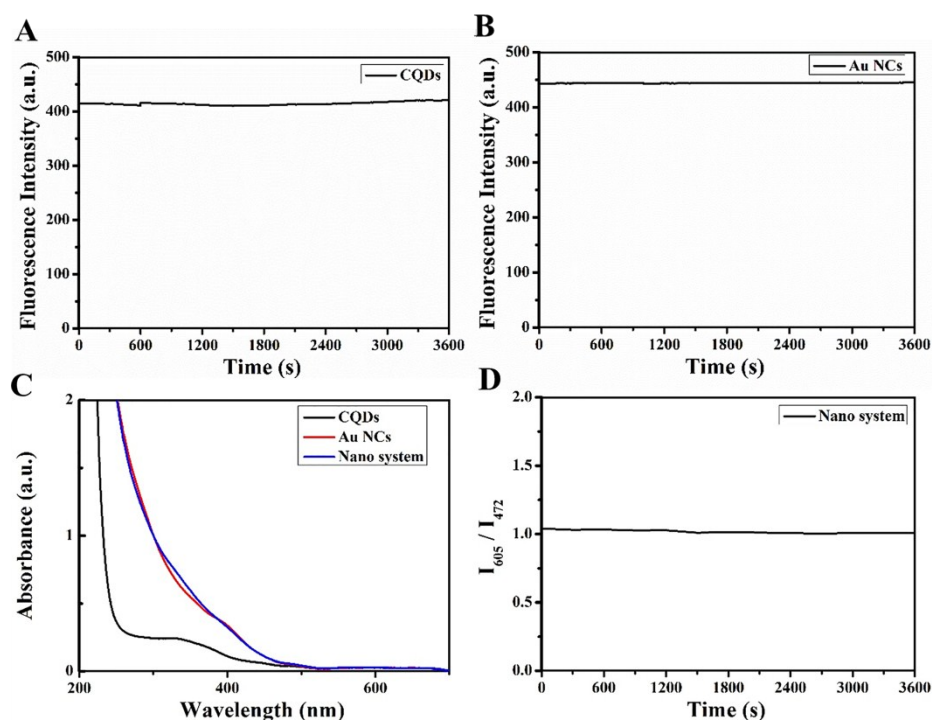 A
Fluorescence Intensity (a.u.)
500
400
300
200
100
0
CQDs
0 600 1200 1800 2400 3000 3600
Time (s)
B
Fluorescence Intensity (a.u.)
500
400
300
200
100
0
Au NCs
0 600 1200 1800 2400 3000 3600
Time (s)
C
Absorbance (a.u.)
2
1
0
CQDs
Au NCs
Nano system
200 400 600
Wavelength (nm)
D
I605 / I472
2.0
1.5
1.0
0.5
0.0
Nano system
0 600 1200 1800 2400 3000 3600
Time (s)